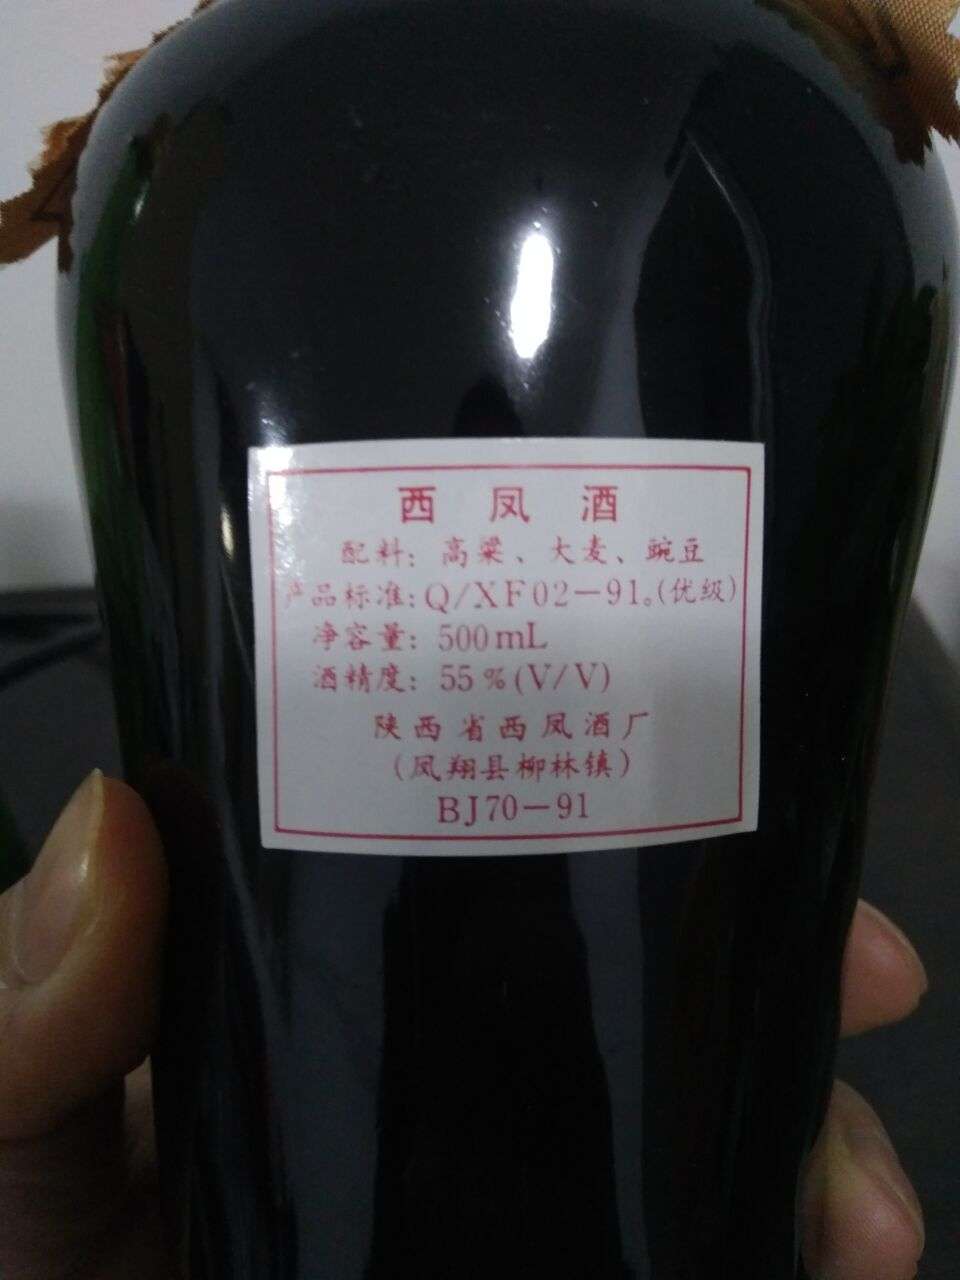 西凤酒
配料：高粱、大麦、豌豆
产品标准：Q/XF02－91。（优级）
净容量：500mL
酒精度：55％（V/V）
陕西省西凤酒厂
（凤翔县柳林镇）
BJ70－91